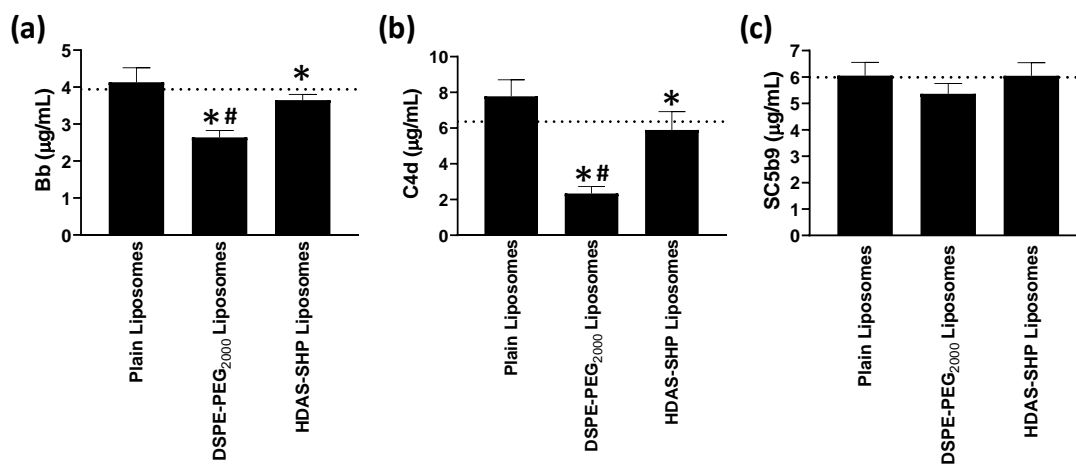 (a)
Bb (µg/mL)
5
4
3
2
1
0
*
*#
Plain Liposomes
DSPE-PEG2000 Liposomes
HDAS-SHP Liposomes
(b)
C4d (µg/mL)
10
8
6
4
2
0
*
*#
Plain Liposomes
DSPE-PEG2000 Liposomes
HDAS-SHP Liposomes
(c)
SC5b9 (µg/mL)
7
6
5
4
3
2
1
0
Plain Liposomes
DSPE-PEG2000 Liposomes
HDAS-SHP Liposomes